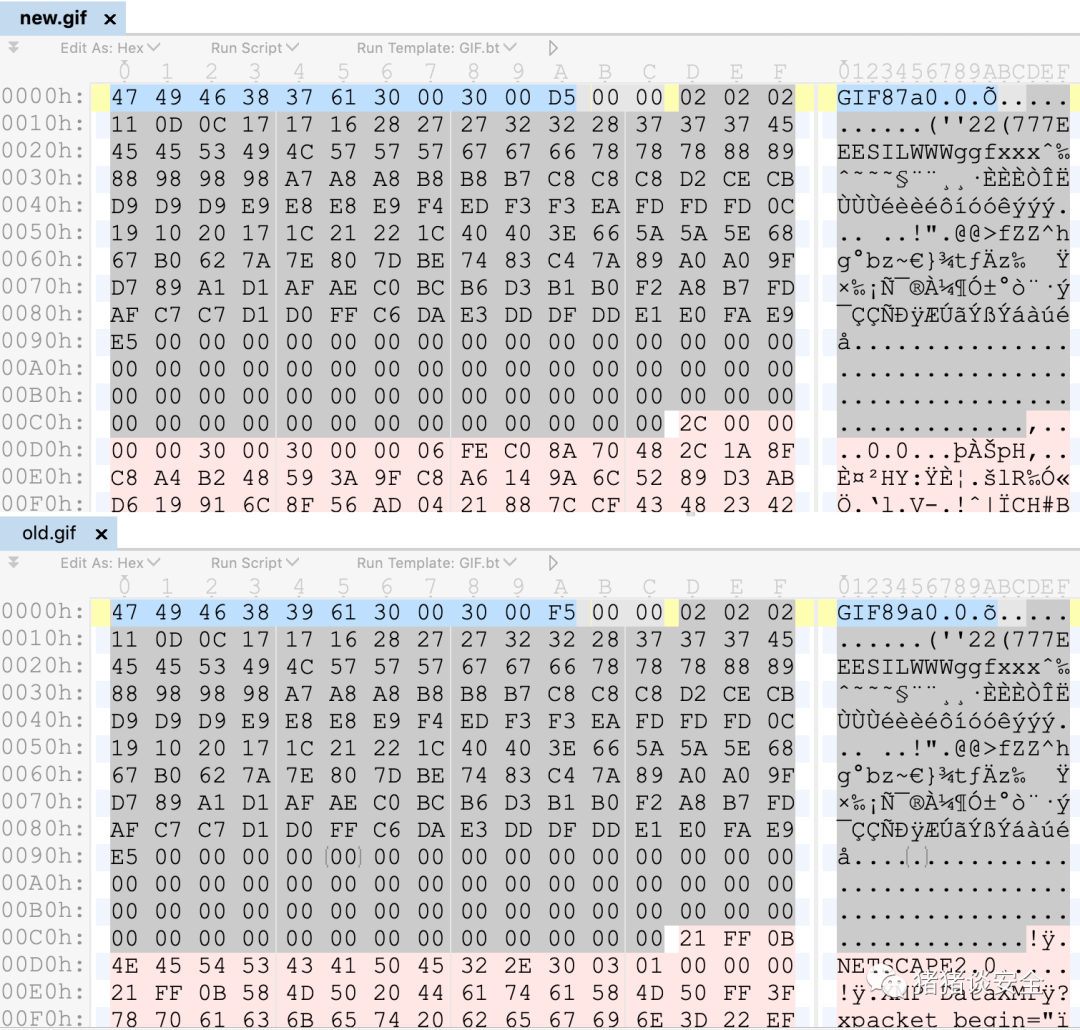 new.gif ×
Edit As: Hex Run Script Run Template: GIF.bt
0 1 2 3 4 5 6 7 8 9 A B C D E F 0123456789ABCDEF
0000h: 47 49 46 38 37 61 30 00 30 00 D5 00 00 02 02 02 GIF87a0.0.Õ.....
0010h: 11 0D 0C 17 17 16 28 27 27 32 32 28 37 37 37 45 ......(''22(777E
0020h: 45 45 53 49 4C 57 57 57 67 67 66 78 78 78 88 89 EESILWWWggfxxxˆ‰
0030h: 88 98 98 98 A7 A8 A8 B8 B8 B7 C8 C8 C8 D2 CE CB ˆ˜˜˜§¨¨¸¸·ÈÈÈÒÎË
0040h: D9 D9 D9 E9 E8 E8 E9 F4 ED F3 F3 EA FD FD FD 0C ÙÙÙéèèéôíóóêýýý.
0050h: 19 10 20 17 1C 21 22 1C 40 40 3E 66 5A 5A 5E 68 .. ..!".@@>fZZ^h
0060h: 67 B0 62 7A 7E 80 7D BE 74 83 C4 7A 89 A0 A0 9F g°bz~€}¾tƒÄz‰  Ÿ
0070h: D7 89 A1 D1 AF AE C0 BC B6 D3 B1 B0 F2 A8 B7 FD ×‰¡Ñ¯®À¼¶Ó±°ò¨·ý
0080h: AF C7 C7 D1 D0 FF C6 DA E3 DD DF DD E1 E0 FA E9 ¯ÇÇÑÐÿÆÚãÝßÝáàúé
0090h: E5 00 00 00 00 00 00 00 00 00 00 00 00 00 00 00 å...............
00A0h: 00 00 00 00 00 00 00 00 00 00 00 00 00 00 00 00 ................
00B0h: 00 00 00 00 00 00 00 00 00 00 00 00 00 00 00 00 ................
00C0h: 00 00 00 00 00 00 00 00 00 00 00 00 00 2C 00 00 .............,..
00D0h: 00 00 30 00 30 00 00 06 FE C0 8A 70 48 2C 1A 8F ..0.0...þÀŠpH,..
00E0h: C8 A4 B2 48 59 3A 9F C8 A6 14 9A 6C 52 89 D3 AB È¤²HY:ŸÈ¦.šlR‰Ó«
00F0h: D6 19 91 6C 8F 56 AD 04 21 88 7C CF 43 48 23 42 Ö.‘l.V-.!ˆ|ÏCH#B
old.gif ×
Edit As: Hex Run Script Run Template: GIF.bt
0 1 2 3 4 5 6 7 8 9 A B C D E F 0123456789ABCDEF
0000h: 47 49 46 38 39 61 30 00 30 00 F5 00 00 02 02 02 GIF89a0.0.õ.....
0010h: 11 0D 0C 17 17 16 28 27 27 32 32 28 37 37 37 45 ......(''22(777E
0020h: 45 45 53 49 4C 57 57 57 67 67 66 78 78 78 88 89 EESILWWWggfxxxˆ‰
0030h: 88 98 98 98 A7 A8 A8 B8 B8 B7 C8 C8 C8 D2 CE CB ˆ˜˜˜§¨¨¸¸·ÈÈÈÒÎË
0040h: D9 D9 D9 E9 E8 E8 E9 F4 ED F3 F3 EA FD FD FD 0C ÙÙÙéèèéôíóóêýýý.
0050h: 19 10 20 17 1C 21 22 1C 40 40 3E 66 5A 5A 5E 68 .. ..!".@@>fZZ^h
0060h: 67 B0 62 7A 7E 80 7D BE 74 83 C4 7A 89 A0 A0 9F g°bz~€}¾tƒÄz‰  Ÿ
0070h: D7 89 A1 D1 AF AE C0 BC B6 D3 B1 B0 F2 A8 B7 FD ×‰¡Ñ¯®À¼¶Ó±°ò¨·ý
0080h: AF C7 C7 D1 D0 FF C6 DA E3 DD DF DD E1 E0 FA E9 ¯ÇÇÑÐÿÆÚãÝßÝáàúé
0090h: E5 00 00 00 00 (00) 00 00 00 00 00 00 00 00 00 00 å....(.)..........
00A0h: 00 00 00 00 00 00 00 00 00 00 00 00 00 00 00 00 ................
00B0h: 00 00 00 00 00 00 00 00 00 00 00 00 00 00 00 00 ................
00C0h: 00 00 00 00 00 00 00 00 00 00 00 00 00 21 FF 0B .............!ÿ.
00D0h: 4E 45 54 53 43 41 50 45 32 2E 30 03 01 00 00 00 NETSCAPE2.0.....
00E0h: 21 FF 0B 58 4D 50 20 44 61 74 61 58 4D 50 FF 3F !ÿ.XMP DataXMPÿ?
00F0h: 78 70 61 63 6B 65 74 20 62 65 67 69 6E 3D 22 EF xpacket begin="ï
猪猪谈安全